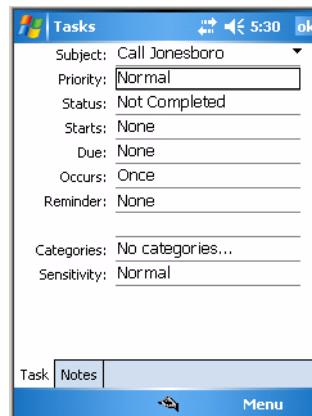 Tasks 5:30 ok
Subject: Call Jonesboro
Priority: Normal
Status: Not Completed
Starts: None
Due: None
Occurs: Once
Reminder: None
Categories: No categories...
Sensitivity: Normal
Task Notes
Menu